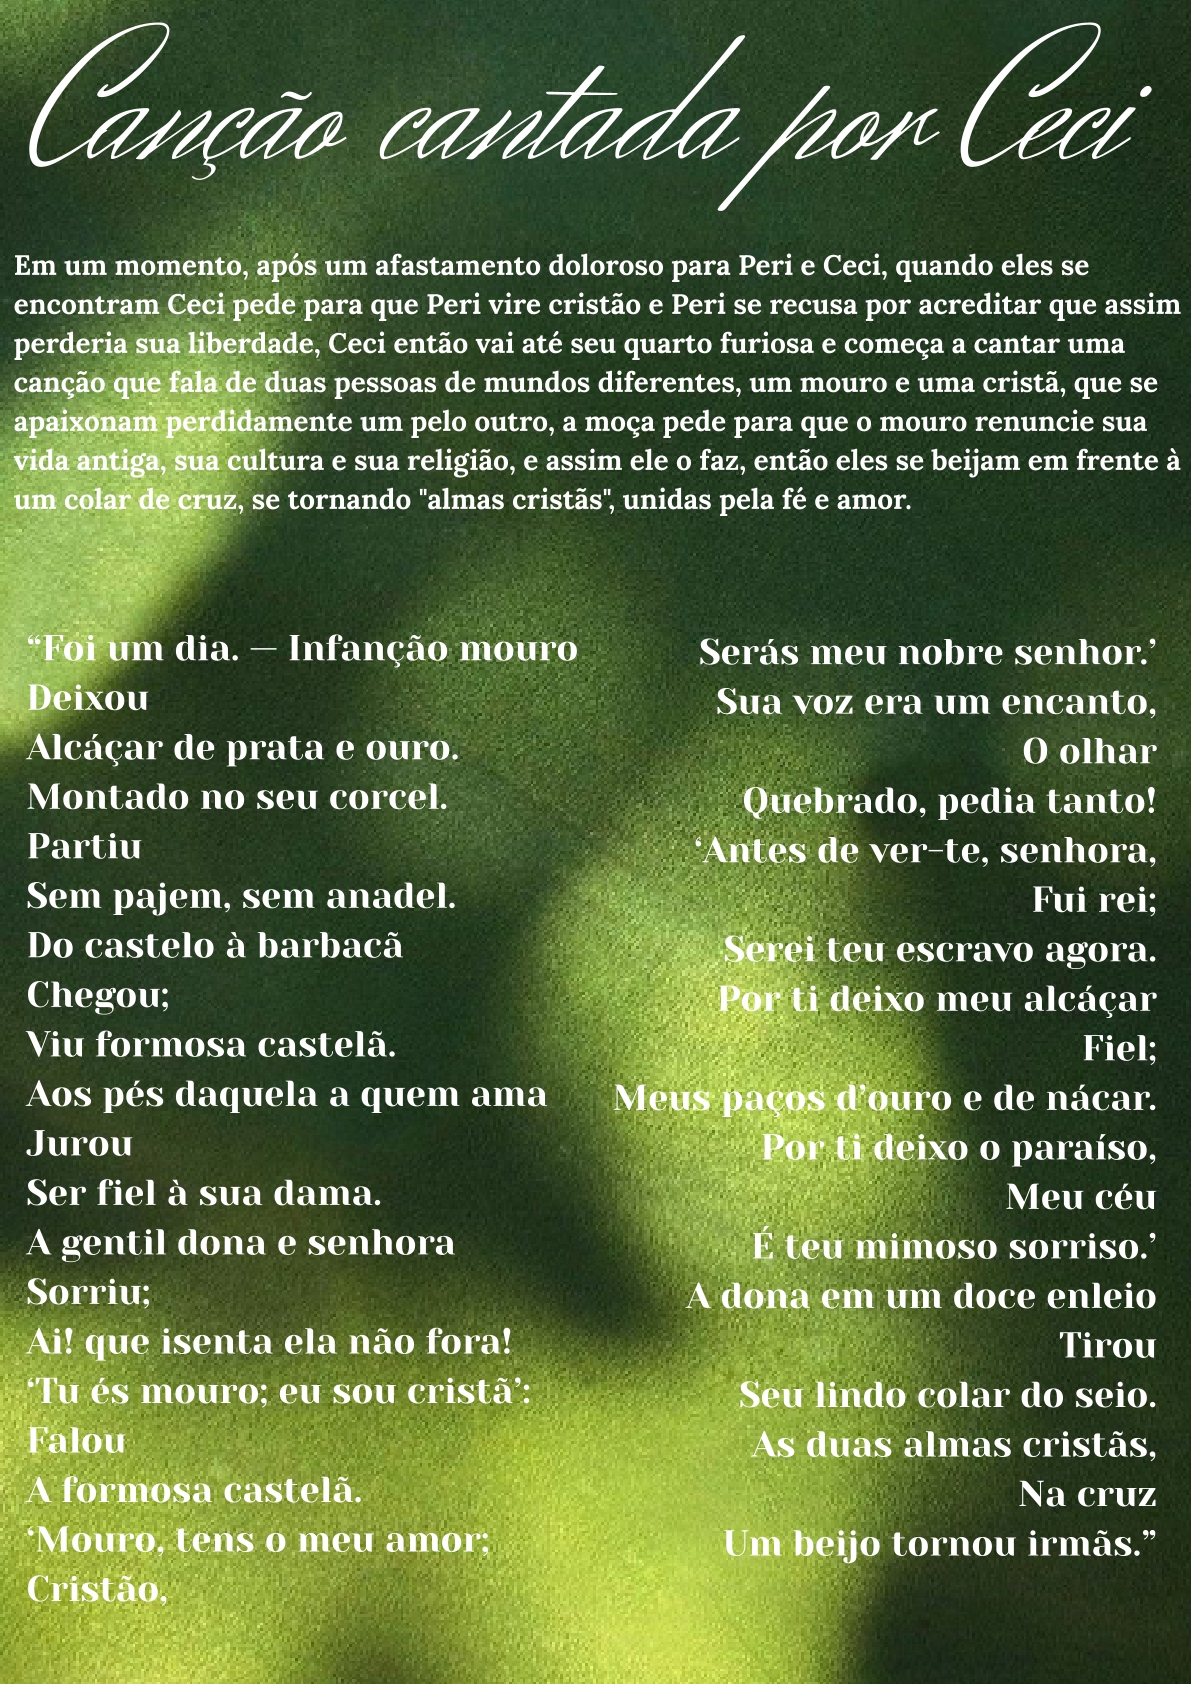 Canção cantada por Ceci
Em um momento, após um afastamento doloroso para Peri e Ceci, quando eles se
encontram Ceci pede para que Peri vire cristão e Peri se recusa por acreditar que assim
perderia sua liberdade, Ceci então vai até seu quarto furiosa e começa a cantar uma
canção que fala de duas pessoas de mundos diferentes, um mouro e uma cristã, que se
apaixonam perdidamente um pelo outro, a moça pede para que o mouro renuncie sua
vida antiga, sua cultura e sua religião, e assim ele o faz, então eles se beijam em frente à
um colar de cruz, se tornando "almas cristãs", unidas pela fé e amor.
“Foi um dia. — Infanção mouro
Deixou
Alcáçar de prata e ouro.
Montado no seu corcel.
Partiu
Sem pajem, sem anadel.
Do castelo à barbacã
Chegou;
Viu formosa castelã.
Aos pés daquela a quem ama
Jurou
Ser fiel à sua dama.
A gentil dona e senhora
Sorriu;
Ai! que isenta ela não fora!
‘Tu és mouro; eu sou cristã’:
Falou
A formosa castelã.
‘Mouro, tens o meu amor;
Cristão,
Serás meu nobre senhor.’
Sua voz era um encanto,
O olhar
Quebrado, pedia tanto!
‘Antes de ver-te, senhora,
Fui rei;
Serei teu escravo agora.
Por ti deixo meu alcáçar
Fiel;
Meus paços d’ouro e de nácar.
Por ti deixo o paraíso,
Meu céu
É teu mimoso sorriso.’
A dona em um doce enleio
Tirou
Seu lindo colar do seio.
As duas almas cristãs,
Na cruz
Um beijo tornou irmãs.”